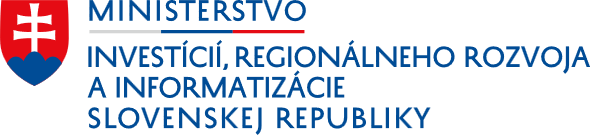 MINISTERSTVO
INVESTÍCIÍ, REGIONÁLNEHO ROZVOJA
A INFORMATIZÁCIE
SLOVENSKEJ REPUBLIKY